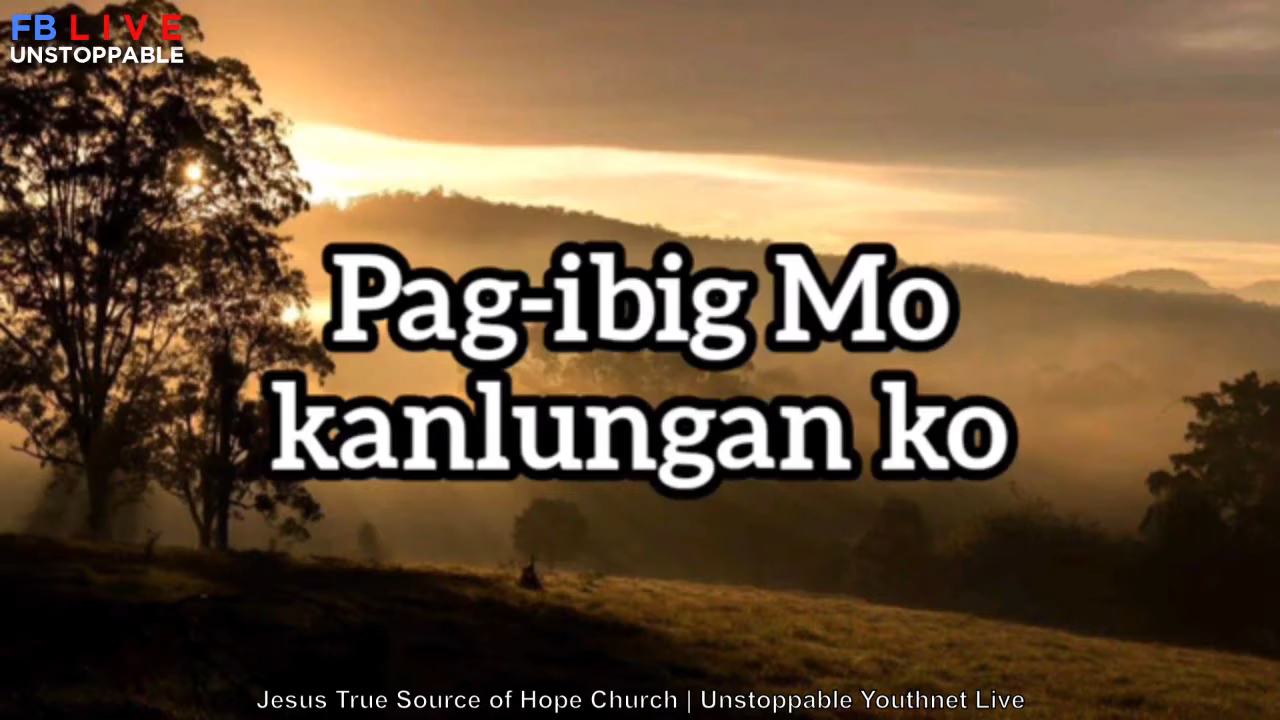 FB LIVE
UNSTOPPABLE
Pag-ibig Mo
kanlungan ko
Jesus True Source of Hope Church | Unstoppable Youthnet Live